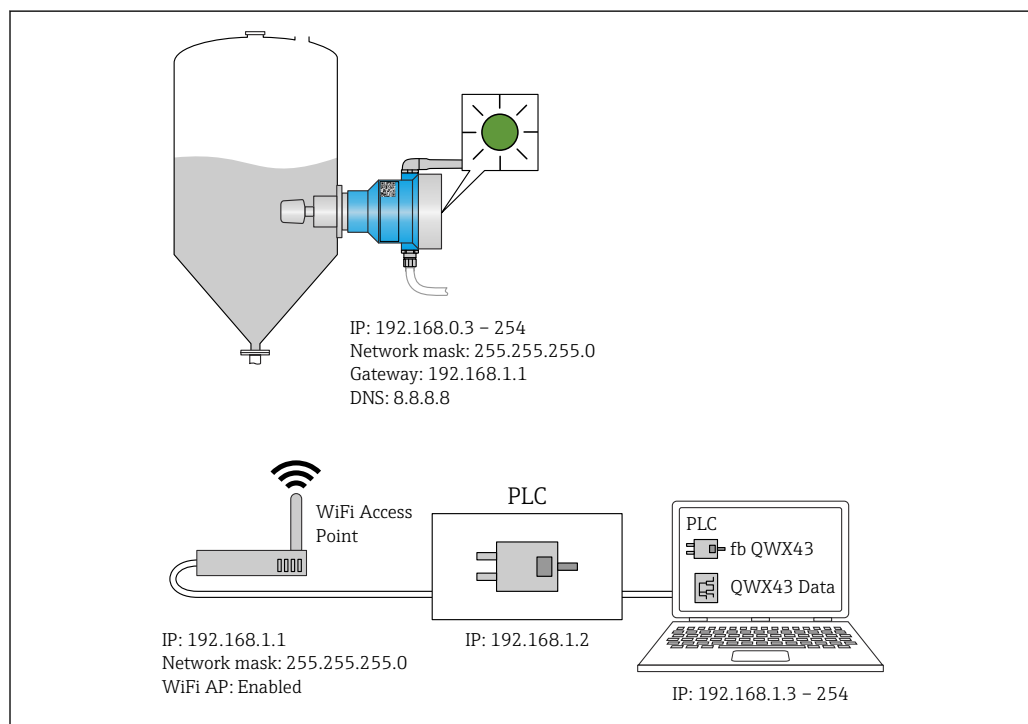 IP: 192.168.0.3 – 254
Network mask: 255.255.255.0
Gateway: 192.168.1.1
DNS: 8.8.8.8
WiFi Access
Point
PLC
PLC
fb QWX43
QWX43 Data
IP: 192.168.1.1
Network mask: 255.255.255.0
WiFi AP: Enabled
IP: 192.168.1.2
IP: 192.168.1.3 – 254